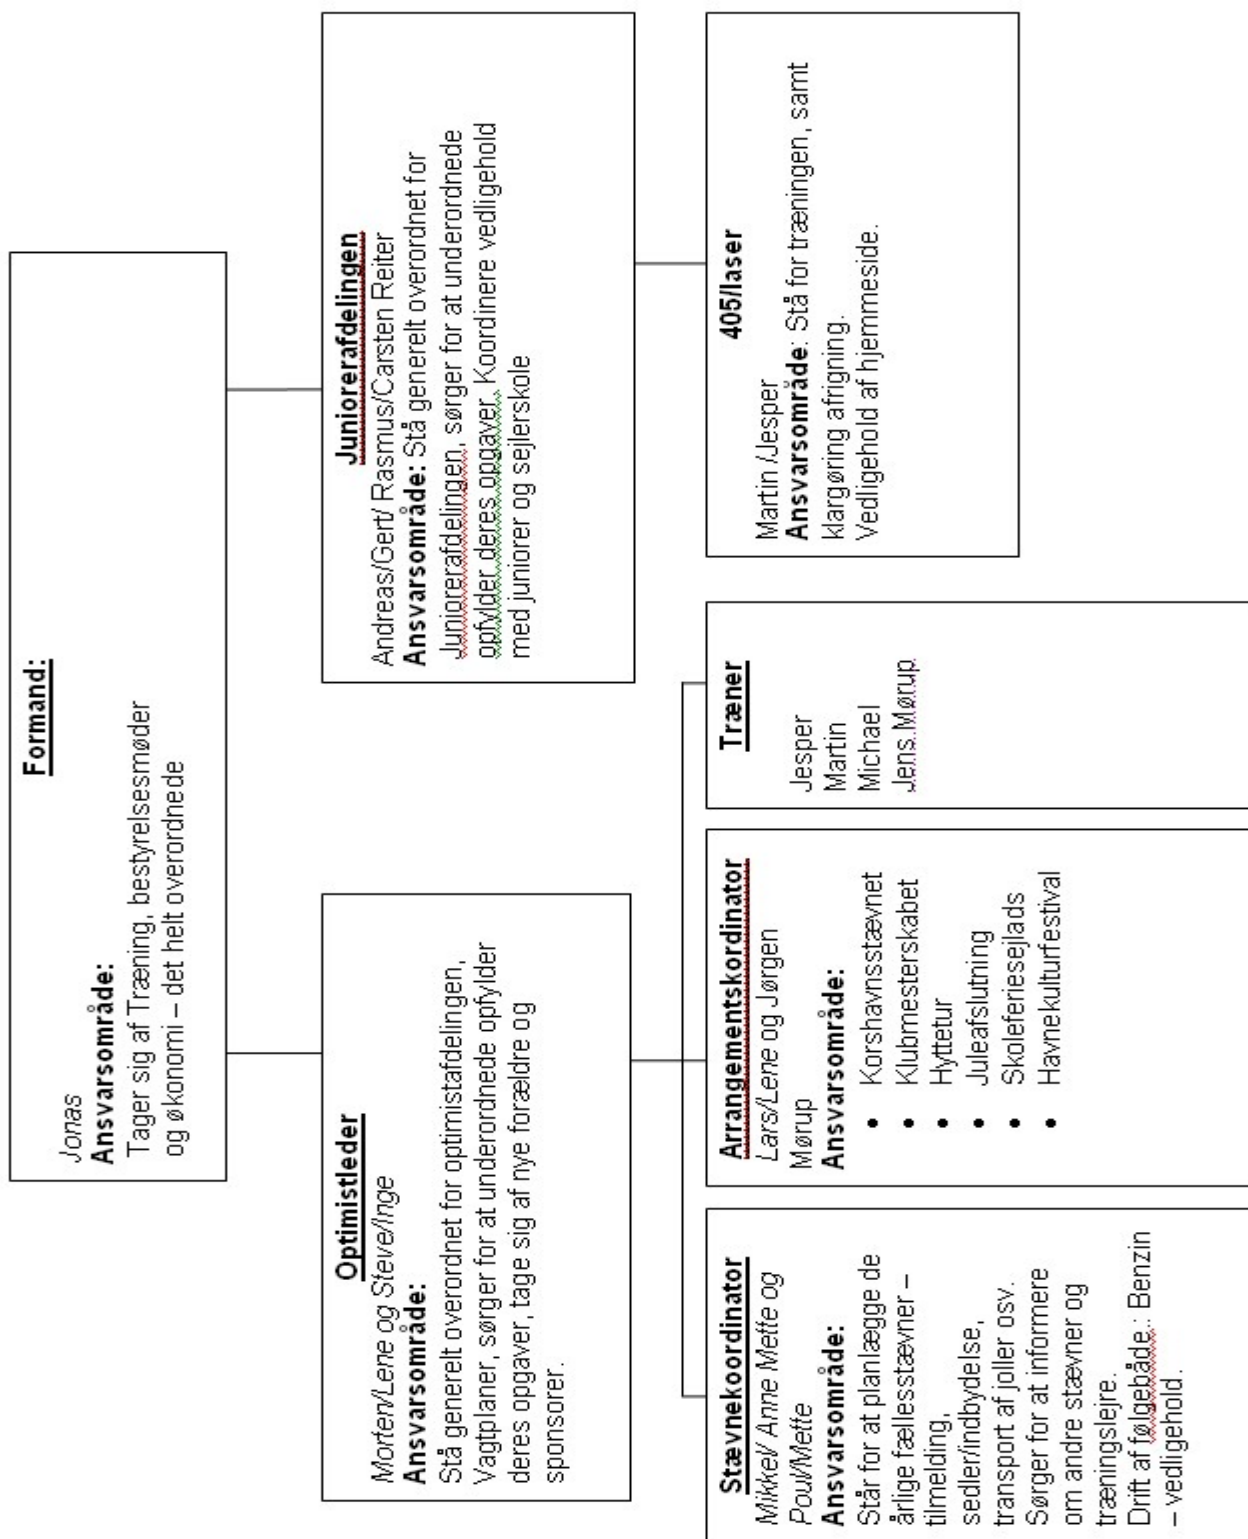 Formand:
Jonas
Ansvarsområde:
Tager sig af Træning, bestyrelsesmøder
og økonomi – det helt overordnede
Optimistleder
Morten/Lene og Steve/Inge
Ansvarsområde:
Stå generelt overordnet for optimistafdelingen,
Vagtplaner, sørger for at underordnede opfylder
deres opgaver, tage sig af nye forældre og
sponsorer.
Juniorerafdelingen
Andreas/Gert/ Rasmus/Carsten Reiter
Ansvarsområde: Stå generelt overordnet for
Juniorerafdelingen, sørger for at underordnede
opfylder deres opgaver. Koordinere vedligehold
med juniorer og sejlerskole
Stævnekoordinator
Mikkel/ Anne Mette og
Poul/Mette
Ansvarsområde:
Står for at planlægge de
årlige fællesstævner –
tilmelding,
sedler/indbydelse,
transport af joller osv.
Sørger for at informere
om andre stævner og
træningslejre.
Drift af følgebåde.: Benzin
– vedligehold.
Arrangementskordinator
Lars/Lene og Jørgen
Mørup
Ansvarsområde:
• Korshavnsstævnet
• Klubmesterskabet
• Hyttetur
• Juleafslutning
• Skoleferiesejlads
• Havnekulturfestival
Træner
Jesper
Martin
Michael
Jens Mørup
405/laser
Martin /Jesper
Ansvarsområde: Stå for træningen, samt
klargøring afrigning.
Vedligehold af hjemmeside.